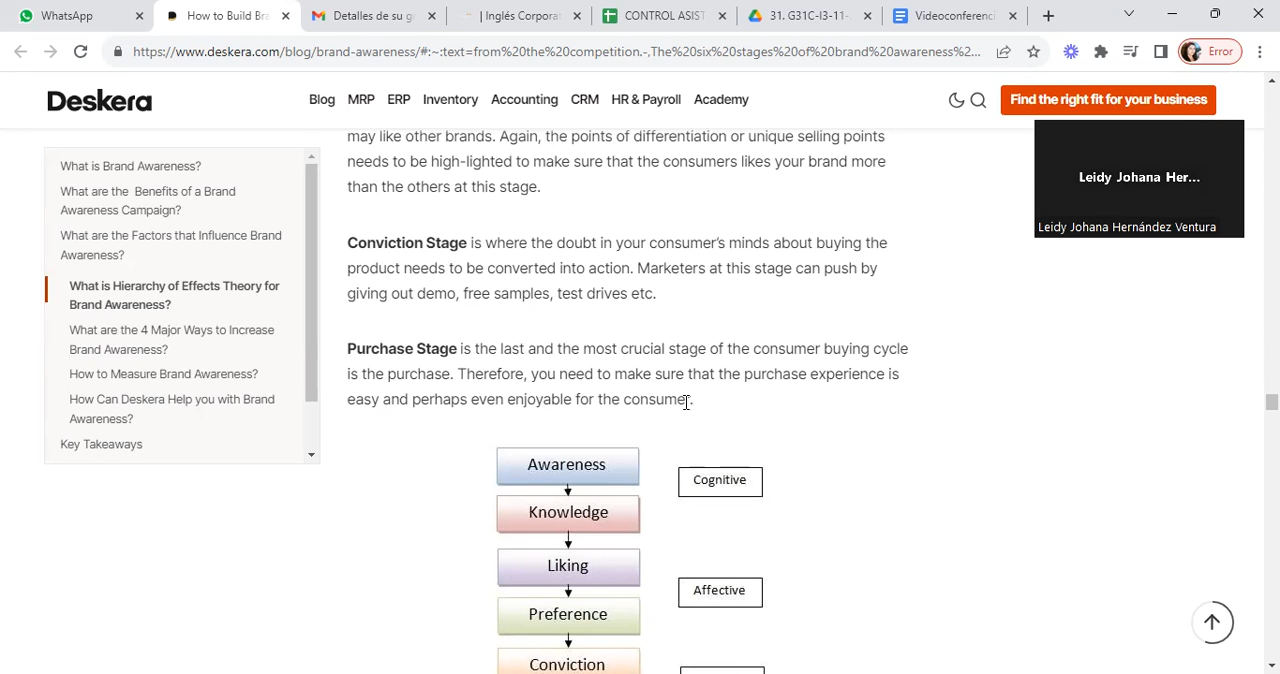 WhatsApp
How to Build Bra
Detalles de su g
Inglés Corpora
CONTROL ASIST
31. G31C-I3-11-
Videoconferenci
https://www.deskera.com/blog/brand-awareness/#:~:text=from%20the%20competition.-,The%20six%20stages%20of%20brand%20awareness%2...
Error
Deskera
Blog
MRP
ERP
Inventory
Accounting
CRM
HR & Payroll
Academy
Find the right fit for your business
What is Brand Awareness?
What are the Benefits of a Brand
Awareness Campaign?
What are the Factors that Influence Brand
Awareness?
What is Hierarchy of Effects Theory for
Brand Awareness?
What are the 4 Major Ways to Increase
Brand Awareness?
How to Measure Brand Awareness?
How Can Deskera Help you with Brand
Awareness?
Key Takeaways
may like other brands. Again, the points of differentiation or unique selling points
needs to be high-lighted to make sure that the consumers likes your brand more
than the others at this stage.
Conviction Stage is where the doubt in your consumer's minds about buying the
product needs to be converted into action. Marketers at this stage can push by
giving out demo, free samples, test drives etc.
Purchase Stage is the last and the most crucial stage of the consumer buying cycle
is the purchase. Therefore, you need to make sure that the purchase experience is
easy and perhaps even enjoyable for the consumer.
Awareness
Cognitive
Knowledge
Liking
Affective
Preference
Conviction
Leidy Johana Her...
Leidy Johana Hernández Ventura